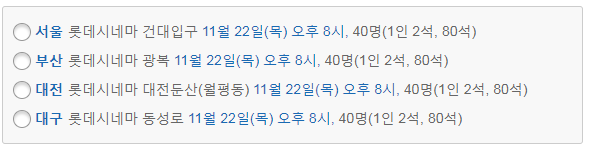 서울 롯데시네마 건대입구 11월 22일(목) 오후 8시, 40명(1인 2석, 80석)
부산 롯데시네마 광복 11월 22일(목) 오후 8시, 40명(1인 2석, 80석)
대전 롯데시네마 대전둔산(월평동) 11월 22일(목) 오후 8시, 40명(1인 2석, 80석)
대구 롯데시네마 동성로 11월 22일(목) 오후 8시, 40명(1인 2석, 80석)